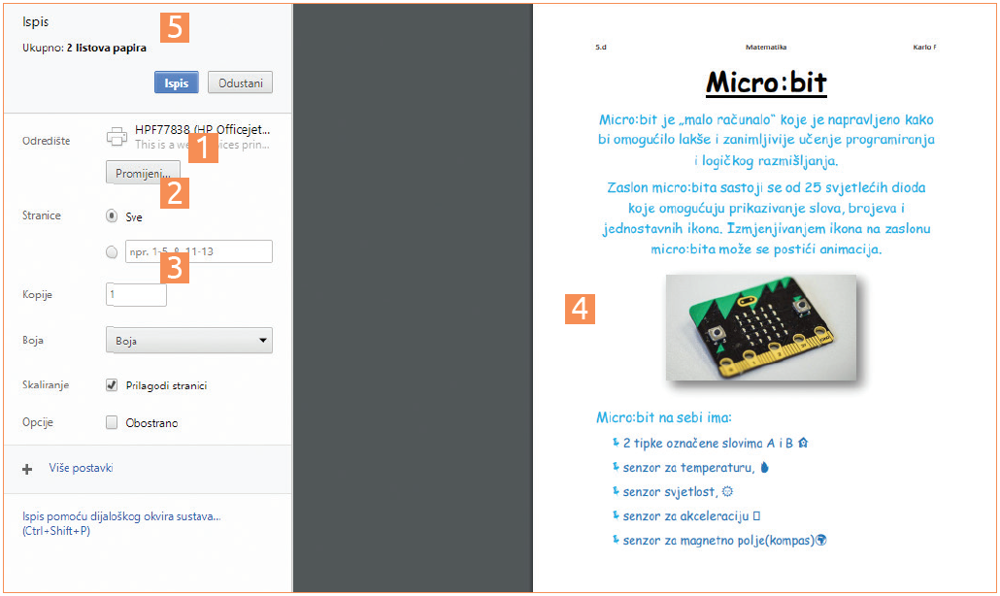 Ispis
5
Ukupno: 2 listova papira
Ispis
Odustani
Odredište
HPF77838 (HP Officejet...
This is a
1
Promijeni...
2
Stranice
Sve
npr. 1-5, 8, 11-13
3
Kopije
1
Boja
Boja
Skaliranje
Prilagodi stranici
Opcije
Obostrano
+ Više postavki
Ispis pomoću dijaloškog okvira sustava...
(Ctrl+Shift+P)
5.d Matematika Karlo F
Micro:bit
Micro:bit je „malo računalo“ koje je napravljeno kako
bi omogućilo lakše i zanimljivije učenje programiranja
i logičkog razmišljanja.
Zaslon micro:bita sastoji se od 25 svjetlećih dioda
koje omogućuju prikazivanje slova, brojeva i
jednostavnih ikona. Izmjenjivanjem ikona na zaslonu
micro:bita može se postići animacija.
4
Micro:bit na sebi ima:
2 tipke označene slovima A i B
senzor za temperaturu,
senzor svjetlost,
senzor za akceleraciju
senzor za magnetno polje(kompas)